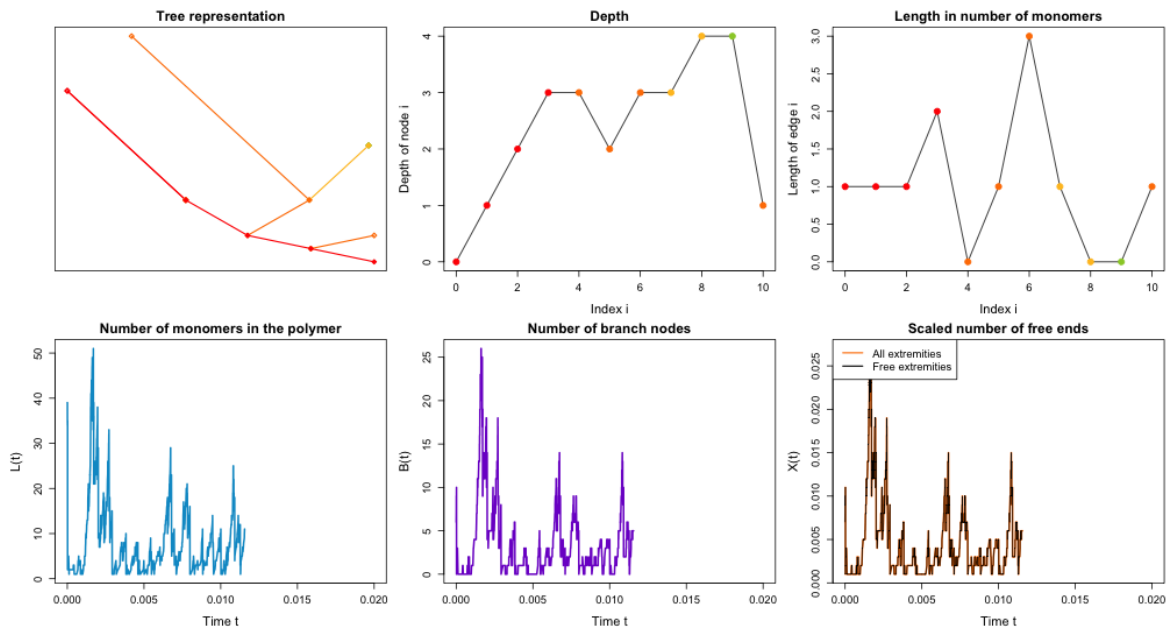 Tree representation
Depth
Depth of node i
4
3
2
1
0
0 2 4 6 8 10
Index i
Length in number of monomers
Length of edge i
3.0
2.5
2.0
1.5
1.0
0.5
0.0
0 2 4 6 8 10
Index i
Number of monomers in the polymer
L(t)
50
40
30
20
10
0
0.000 0.005 0.010 0.015 0.020
Time t
Number of branch nodes
B(t)
25
20
15
10
5
0
0.000 0.005 0.010 0.015 0.020
Time t
Scaled number of free ends
All extremities
Free extremities
X(t)
0.025
0.020
0.015
0.010
0.005
0.000
0.000 0.005 0.010 0.015 0.020
Time t